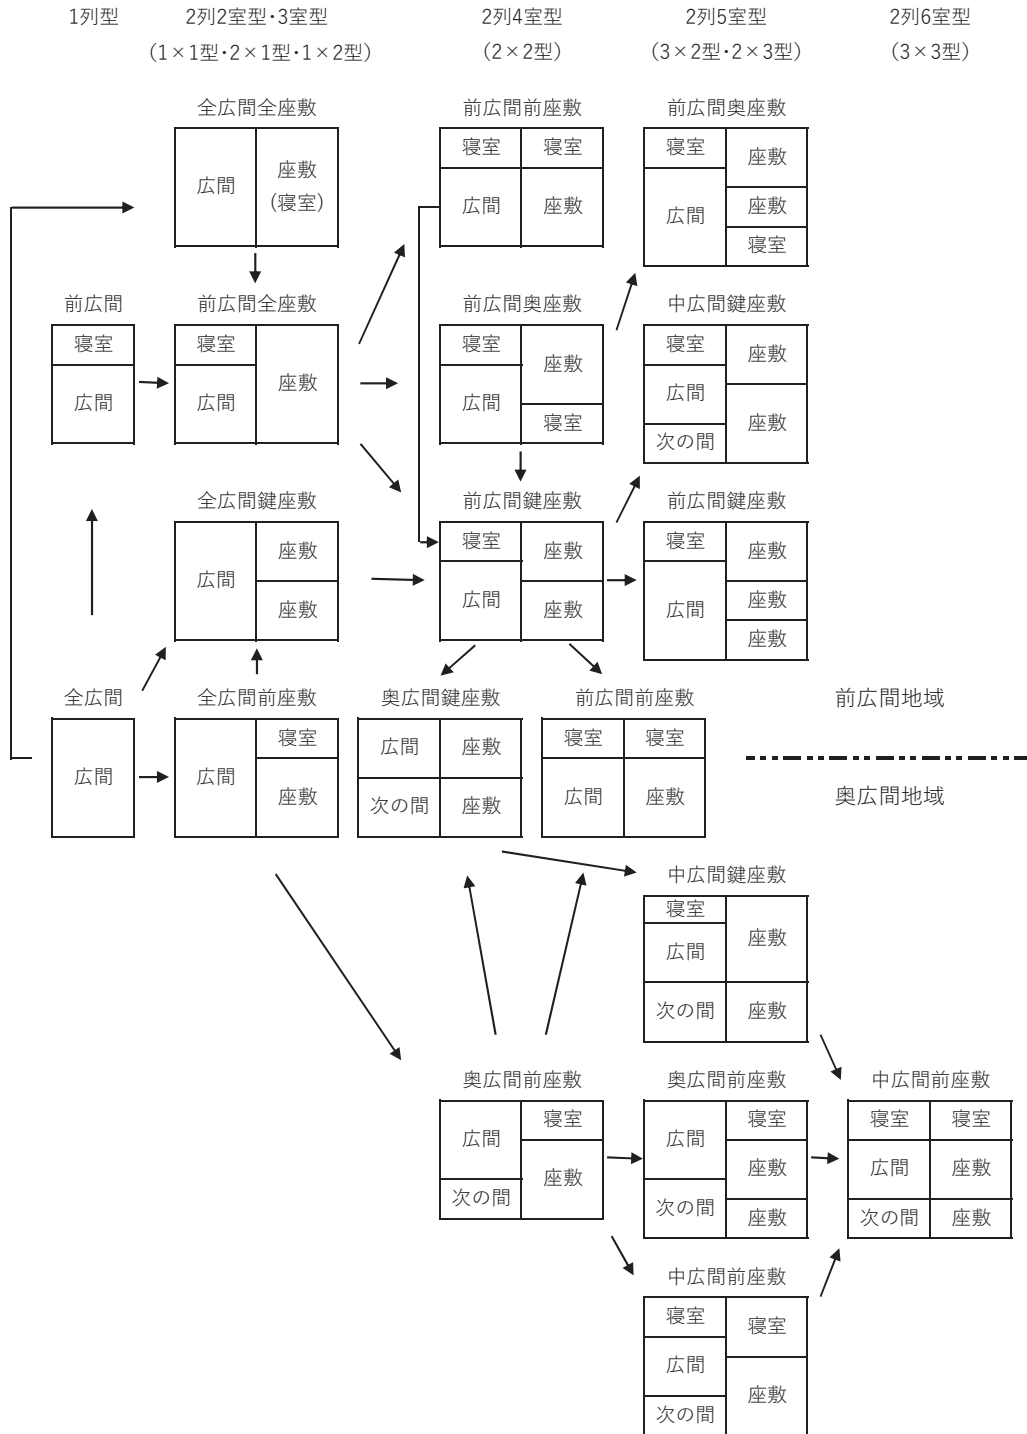 1列型 2列2室型・3室型 2列4室型 2列5室型 2列6室型
(1×1型・2×1型・1×2型) (2×2型) (3×2型・2×3型) (3×3型)
全広間全座敷
広間
座敷
(寝室)
前広間前座敷
寝室 寝室
広間 座敷
前広間奥座敷
寝室
広間
座敷
座敷
寝室
前広間
寝室
広間
前広間全座敷
寝室
広間
座敷
前広間奥座敷
寝室
広間
座敷
寝室
中広間鍵座敷
寝室
広間
次の間
座敷
座敷
全広間鍵座敷
広間
座敷
座敷
前広間鍵座敷
寝室
広間
座敷
座敷
前広間鍵座敷
寝室
広間
座敷
座敷
座敷
全広間
広間
全広間前座敷
広間
寝室
座敷
奥広間鍵座敷
広間 座敷
次の間 座敷
前広間前座敷
寝室 寝室
広間 座敷
前広間地域
奥広間地域
中広間鍵座敷
寝室
広間
次の間
座敷
座敷
奥広間前座敷
広間
次の間
寝室
座敷
奥広間前座敷
広間
次の間
寝室
座敷
座敷
中広間前座敷
寝室 寝室
広間 座敷
次の間 座敷
中広間前座敷
寝室
広間
次の間
寝室
座敷